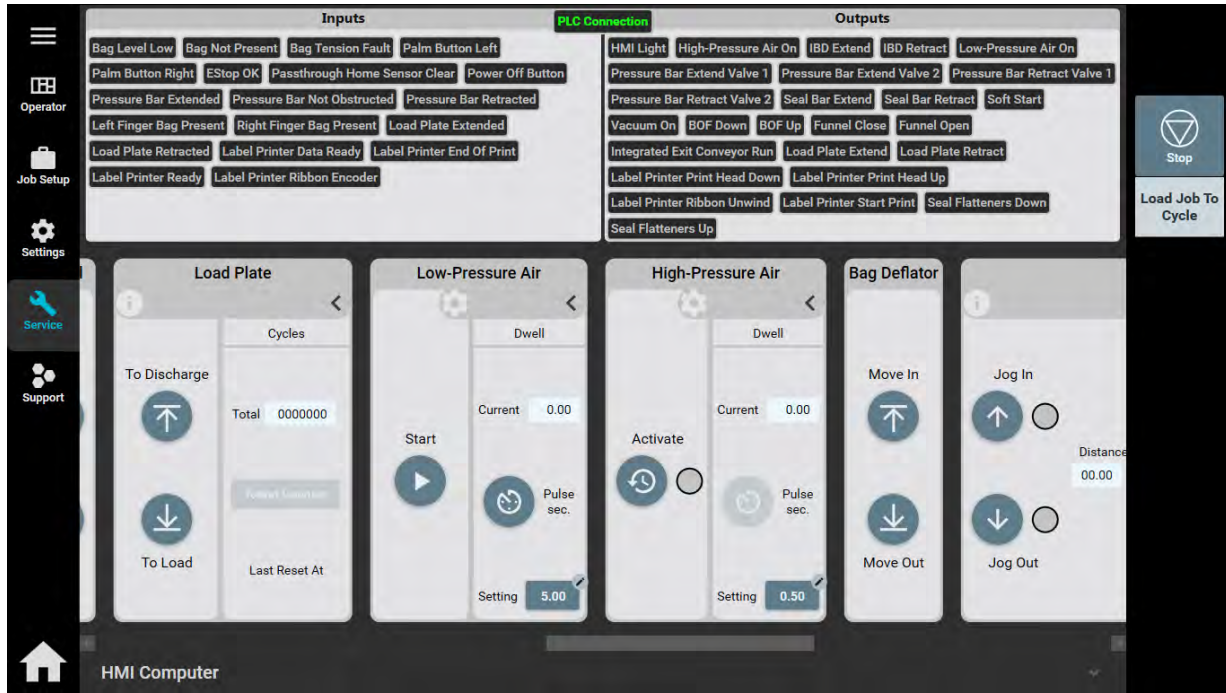 Inputs
PLC Connection
Outputs
Bag Level Low Bag Not Present Bag Tension Fault Palm Button Left
Palm Button Right EStop OK Passthrough Home Sensor Clear Power Off Button
Pressure Bar Extended Pressure Bar Not Obstructed Pressure Bar Retracted
Left Finger Bag Present Right Finger Bag Present Load Plate Extended
Load Plate Retracted Label Printer Data Ready Label Printer End Of Print
Label Printer Ready Label Printer Ribbon Encoder
HMI Light High-Pressure Air On IBD Extend IBD Retract Low-Pressure Air On
Pressure Bar Extend Valve 1 Pressure Bar Extend Valve 2 Pressure Bar Retract Valve 1
Pressure Bar Retract Valve 2 Seal Bar Extend Seal Bar Retract Soft Start
Vacuum On BOF Down BOF Up Funnel Close Funnel Open
Integrated Exit Conveyor Run Load Plate Extend Load Plate Retract
Label Printer Print Head Down Label Printer Print Head Up
Label Printer Ribbon Unwind Label Printer Start Print Seal Flatteners Down
Seal Flatteners Up
Operator
Job Setup
Settings
Service
Support
Stop
Load Job To
Cycle
Load Plate
To Discharge
To Load
Cycles
Total 0000000
Last Reset At
Low-Pressure Air
Start
Dwell
Current 0.00
Pulse
sec.
Setting 5.00
High-Pressure Air
Activate
Dwell
Current 0.00
Pulse
sec.
Setting 0.50
Bag Deflator
Move In
Move Out
Jog In
Jog Out
Distance
00.00
HMI Computer